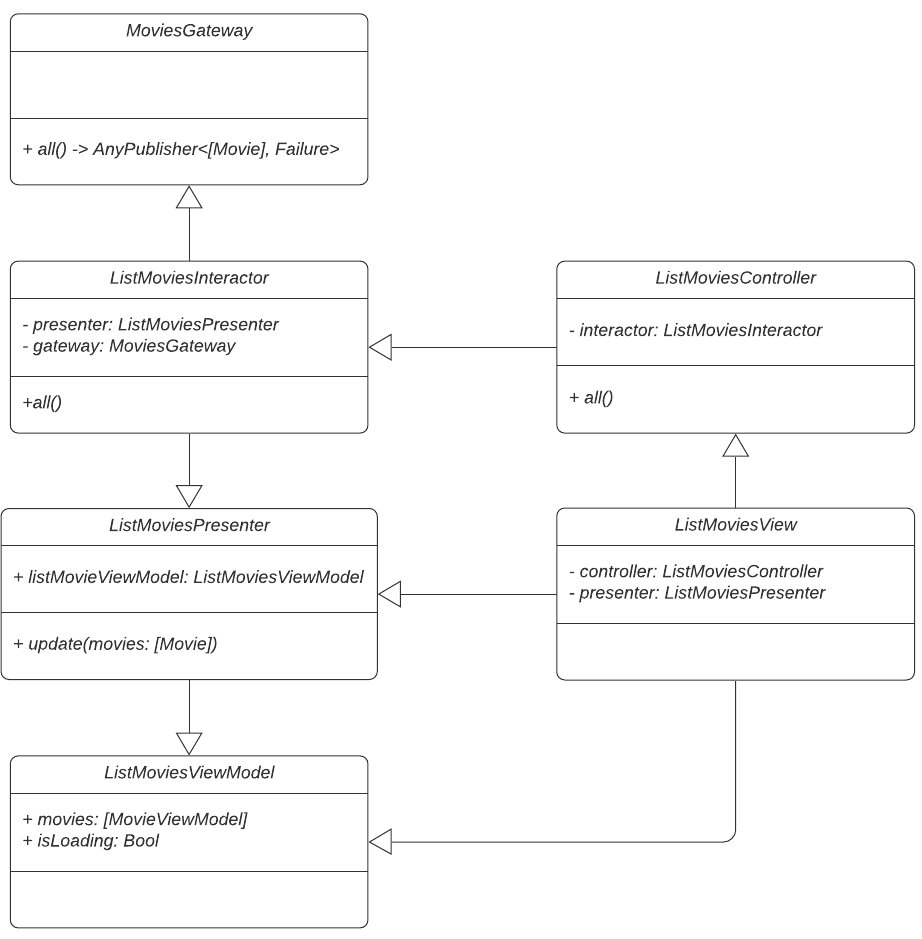 MoviesGateway
+ all() -> AnyPublisher<[Movie], Failure>
ListMoviesInteractor
- presenter: ListMoviesPresenter
- gateway: MoviesGateway
+all()
ListMoviesController
- interactor: ListMoviesInteractor
+ all()
ListMoviesPresenter
+ listMovieViewModel: ListMoviesViewModel
+ update(movies: [Movie])
ListMoviesView
- controller: ListMoviesController
- presenter: ListMoviesPresenter
ListMoviesViewModel
+ movies: [MovieViewModel]
+ isLoading: Bool